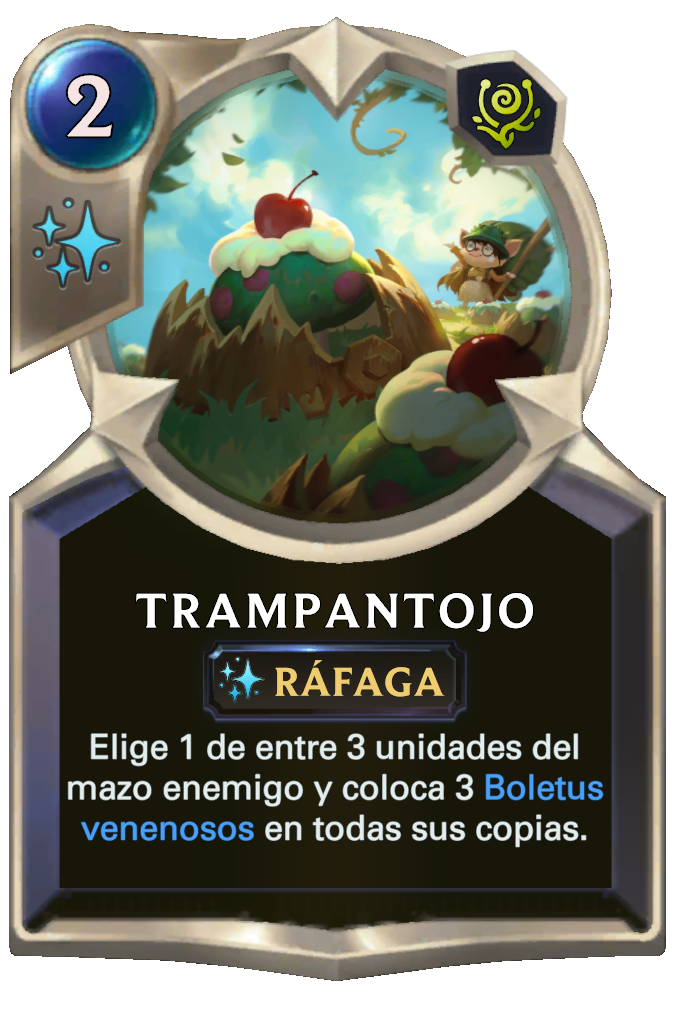 2
TRAMPANTOJO
RÁFAGA
Elige 1 de entre 3 unidades del
mazo enemigo y coloca 3 Boletus
venenosos en todas sus copias.